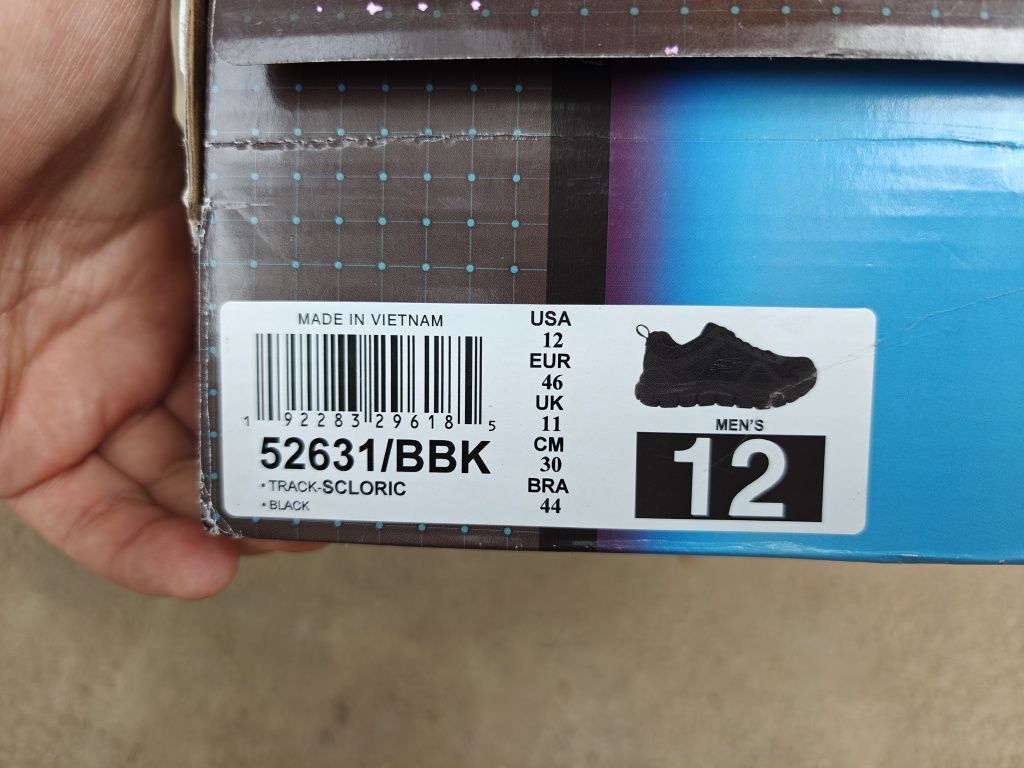 MADE IN VIETNAM
1 92283 29618 5
52631/BBK
• TRACK-SCLORIC
• BLACK
USA
12
EUR
46
UK
11
CM
30
BRA
44
MEN'S
12